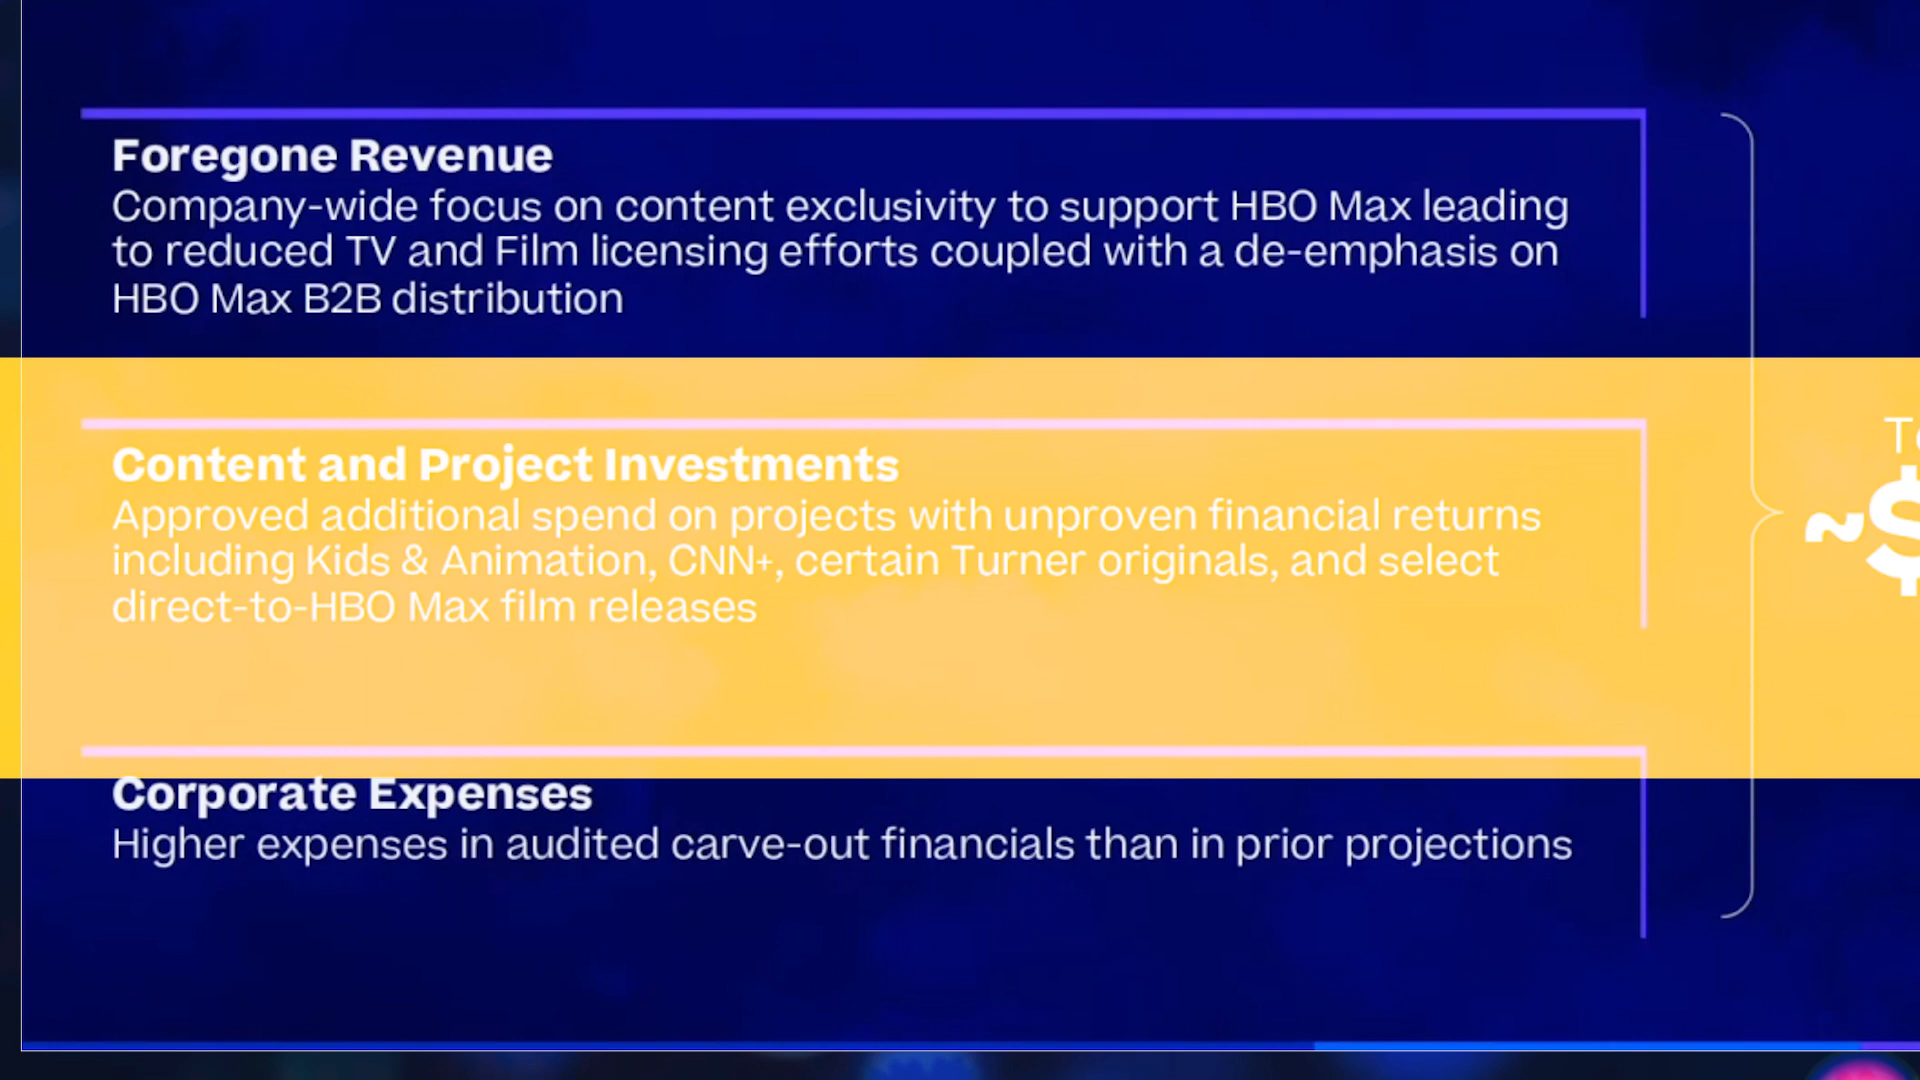 Foregone Revenue
Company-wide focus on content exclusivity to support HBO Max leading
to reduced TV and Film licensing efforts coupled with a de-emphasis on
HBO Max B2B distribution
Content and Project Investments
Approved additional spend on projects with unproven financial returns
including Kids & Animation, CNN+, certain Turner originals, and select
direct-to-HBO Max film releases
~$
Corporate Expenses
Higher expenses in audited carve-out financials than in prior projections